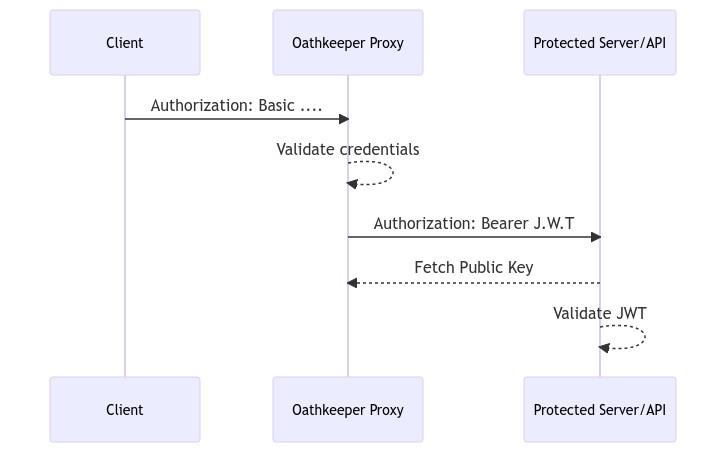 Client
Oathkeeper Proxy
Protected Server/API
Authorization: Basic ....
Validate credentials
Authorization: Bearer J.W.T
Fetch Public Key
Validate JWT
Client
Oathkeeper Proxy
Protected Server/API